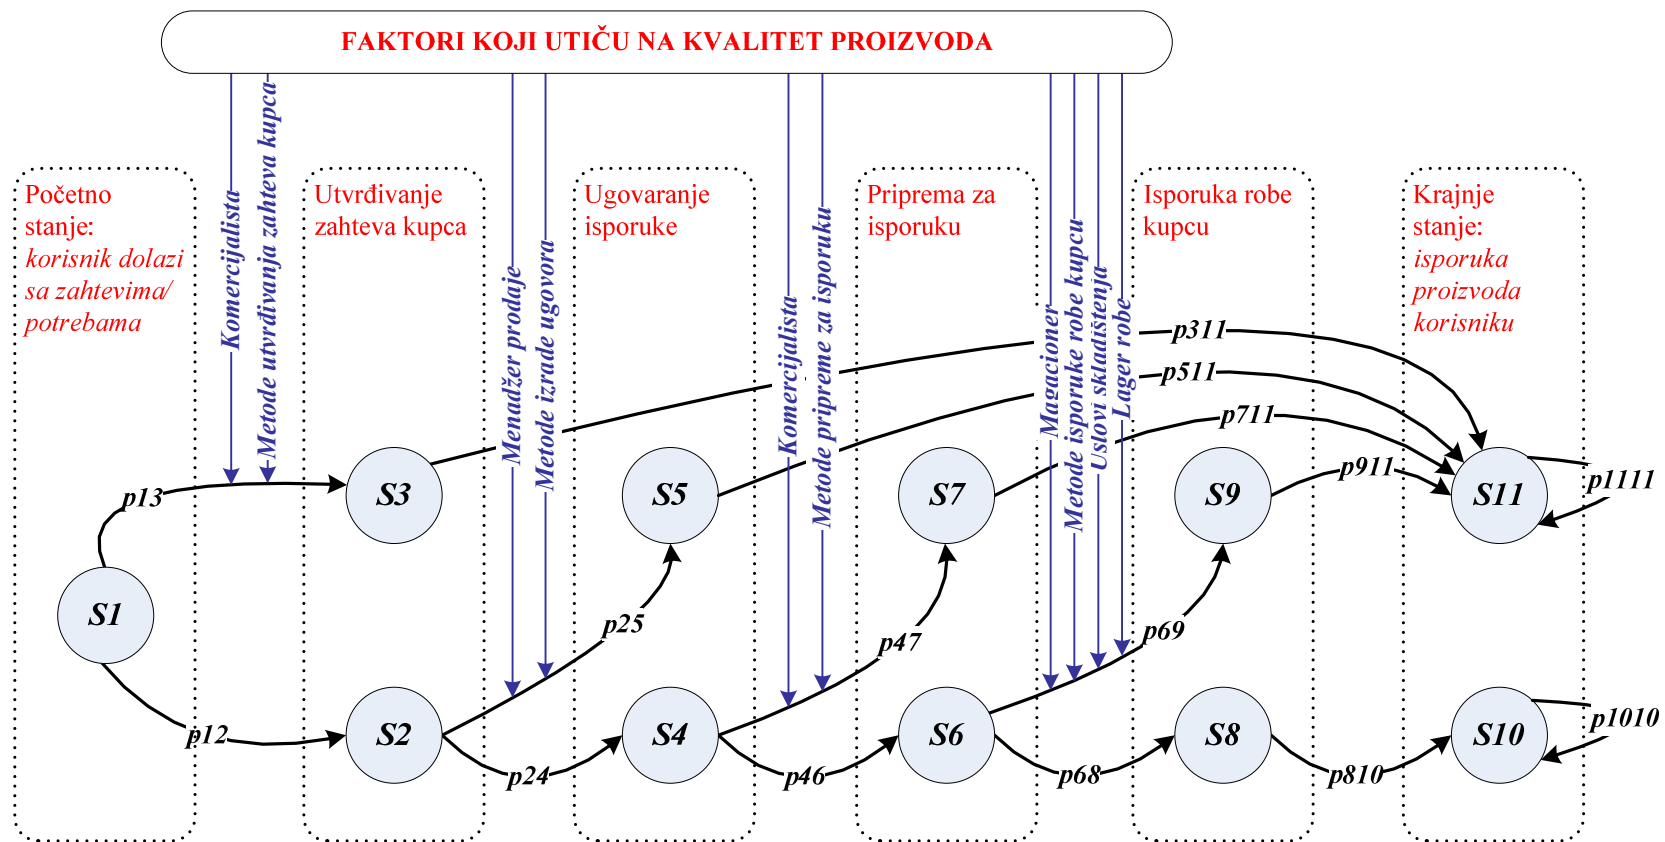 FAKTORI KOJI UTIČU NA KVALITET PROIZVODA
Početno
stanje:
korisnik dolazi
sa zahtevima/
potrebama
Komercijalista
Metode utvrđivanja zahteva kupca
Utvrđivanje
zahteva kupca
Menadžer prodaje
Metode izrade ugovora
Ugovaranje
isporuke
Komercijalista
Metode pripreme za isporuku
Priprema za
isporuku
Magacioner
Metode isporuke robe kupcu
Uslovi skladištenja
Lager robe
Isporuka robe
kupcu
Krajnje
stanje:
isporuka
proizvoda
korisniku
p311
p511
p711
p911
p1111
p13
S3
S5
S7
S9
S11
S1
p25
p47
p69
p12
S2
S4
S6
S8
S10
p1010
p24
p46
p68
p810